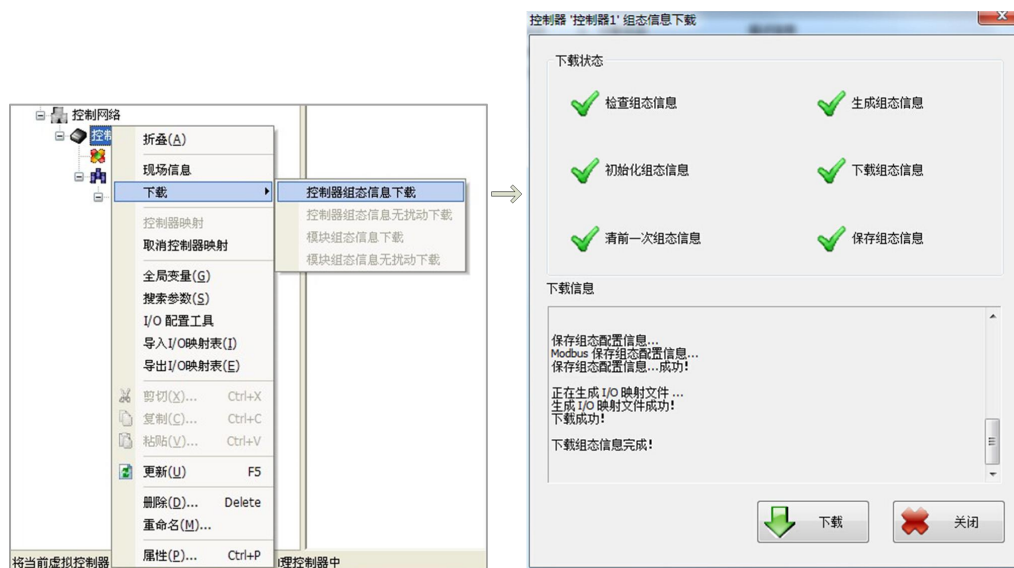 控制网络
控制
折叠(A)
现场信息
下载
控制器映射
取消控制器映射
全局变量(G)
搜索参数(S)
I/O 配置工具
导入I/O映射表(I)
导出I/O映射表(E)
剪切(X)... Ctrl+X
复制(C)... Ctrl+C
粘贴(V)... Ctrl+V
更新(U) F5
删除(D)... Delete
重命名(M)...
属性(P)... Ctrl+P
将当前虚拟控制器 理控制器中
控制器组态信息下载
控制器组态信息无扰动下载
模块组态信息下载
模块组态信息无扰动下载
控制器 '控制器1' 组态信息下载
下载状态
检查组态信息 生成组态信息
初始化组态信息 下载组态信息
清前一次组态信息 保存组态信息
下载信息
保存组态配置信息...
Modbus 保存组态配置信息...
保存组态配置信息...成功!
正在生成 I/O 映射文件 ...
生成 I/O 映射文件成功!
下载成功!
下载组态信息完成!
下载 关闭